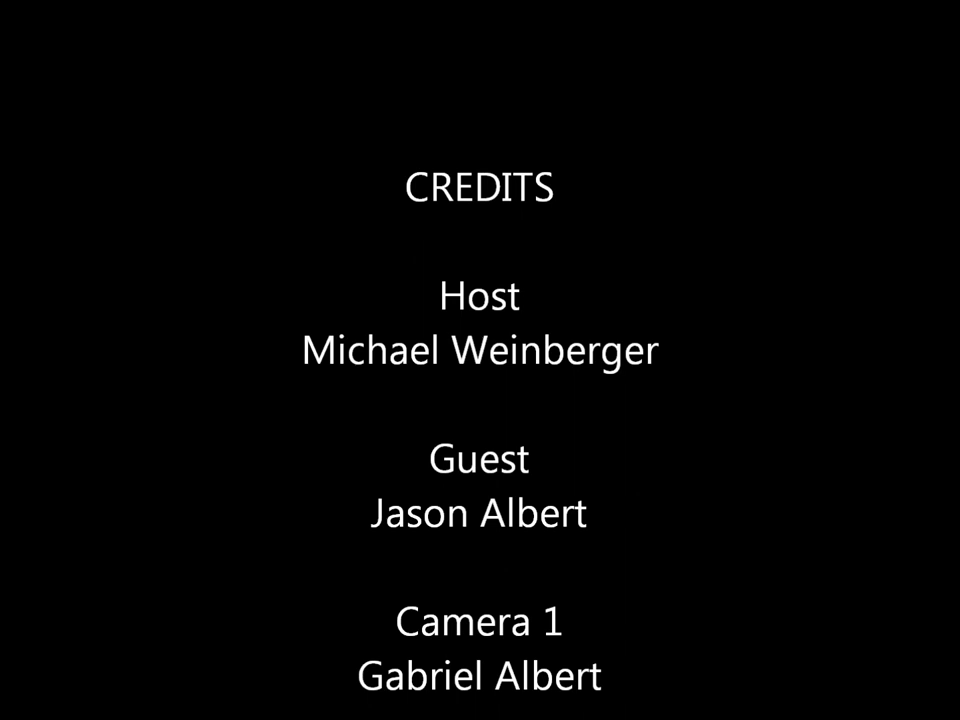 CREDITS
Host
Michael Weinberger
Guest
Jason Albert
Camera 1
Gabriel Albert